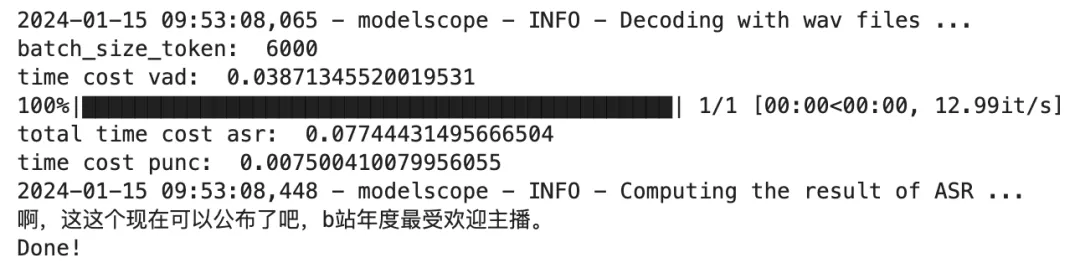 2024-01-15 09:53:08,065 - modelscope - INFO - Decoding with wav files ...
batch_size_token:  6000
time cost vad:  0.03871345520019531
100%|██████████████████████████████████████████████| 1/1 [00:00<00:00, 12.99it/s]
total time cost asr:  0.07744431495666504
time cost punc:  0.007500410079956055
2024-01-15 09:53:08,448 - modelscope - INFO - Computing the result of ASR ...
啊，这这个现在可以公布了吧，b站年度最受欢迎主播。
Done!